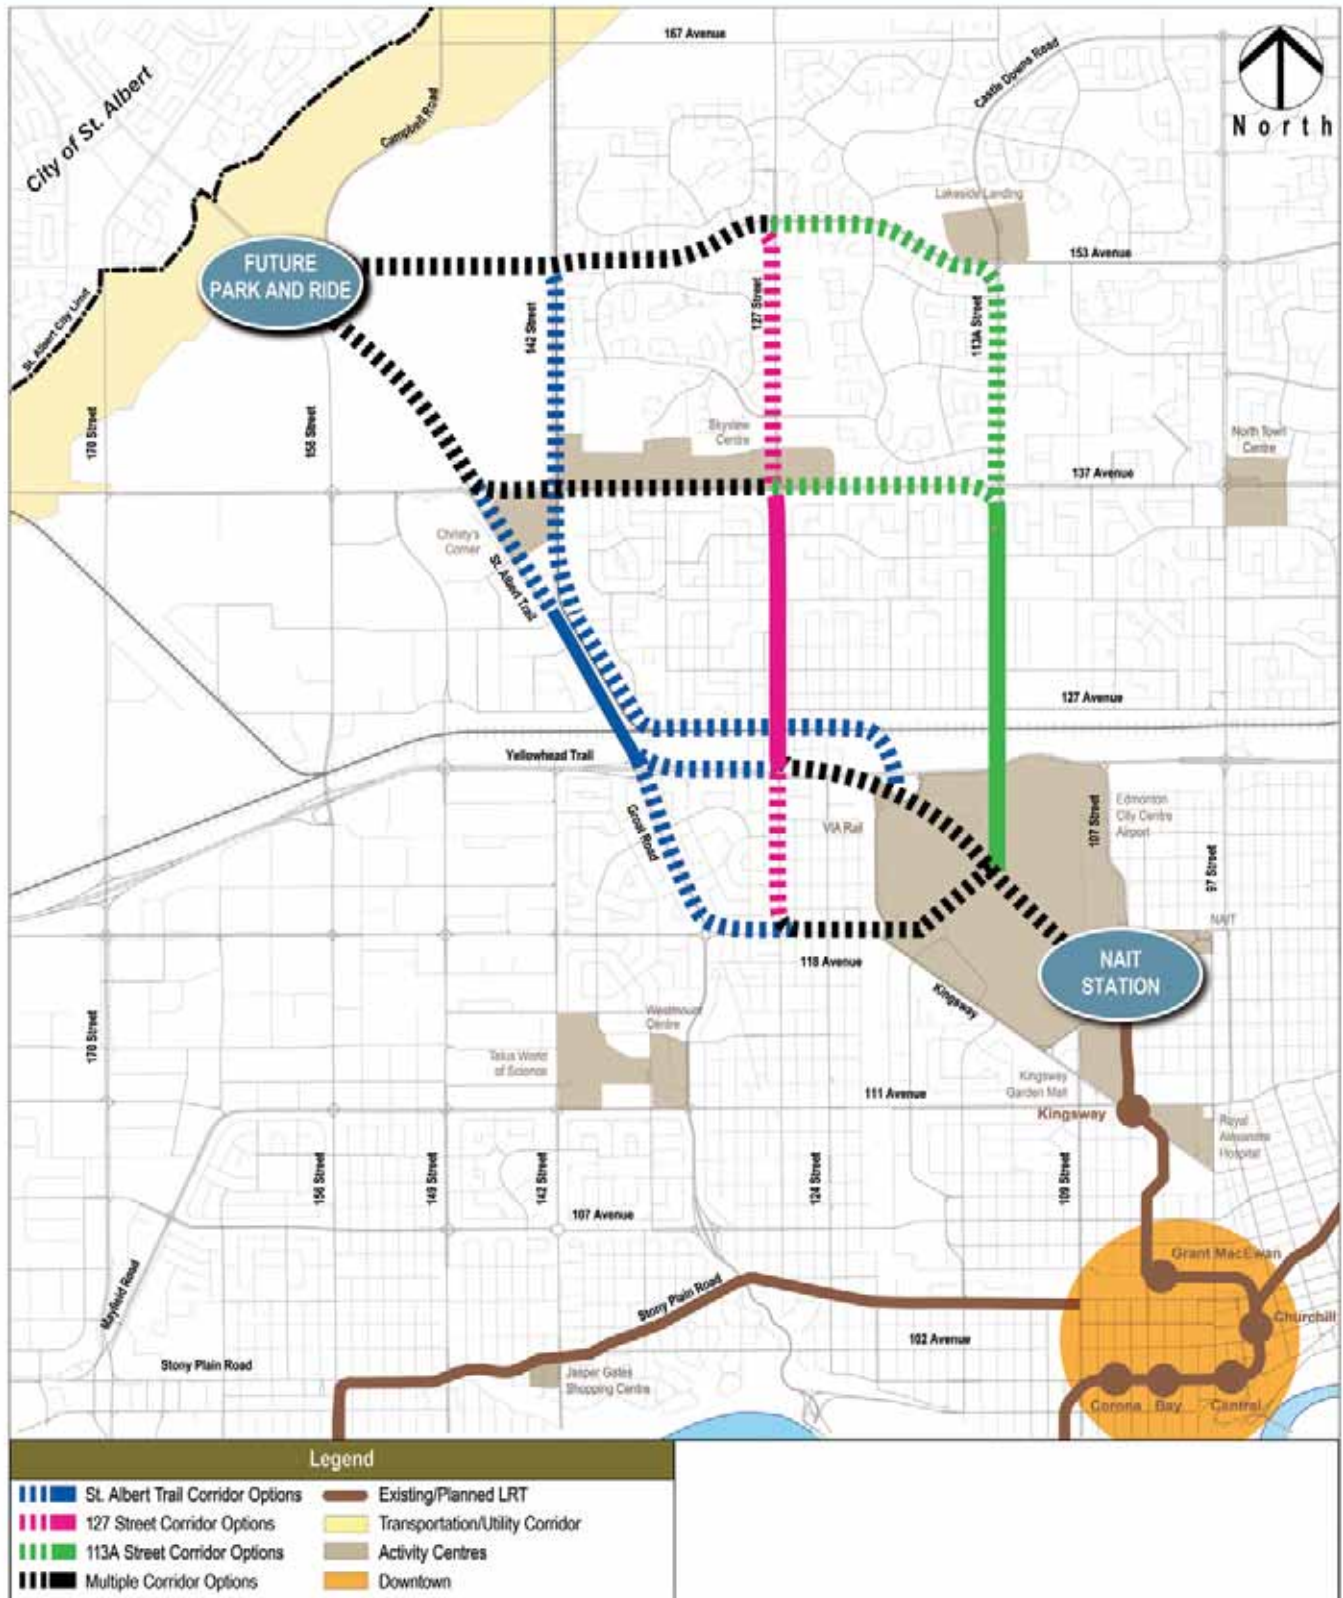 167 Avenue
Castle Downs Road
North
City of St. Albert
Campbell Road
Lakeside Landing
153 Avenue
FUTURE
PARK AND RIDE
St. Albert City Limit
142 Street
127 Street
113A Street
170 Street
156 Street
Skyview
Centre
North Town
Centre
137 Avenue
Christy's
Corner
St. Albert Trail
127 Avenue
Yellowhead Trail
Groat Road
VIA Rail
107 Street
Edmonton
City Centre
Airport
97 Street
NAIT
118 Avenue
NAIT
STATION
Kingsway
170 Street
Westmount
Centre
Telus World
of Science
111 Avenue
Kingsway
Garden Mall
Kingsway
Royal
Alexandra
Hospital
156 Street
149 Street
142 Street
124 Street
109 Street
107 Avenue
Mayfield Road
Stony Plain Road
Grant MacEwan
Churchill
102 Avenue
Stony Plain Road
Jasper Gates
Shopping Centre
Corona
Bay
Central
Legend
St. Albert Trail Corridor Options
Existing/Planned LRT
127 Street Corridor Options
Transportation/Utility Corridor
113A Street Corridor Options
Activity Centres
Multiple Corridor Options
Downtown